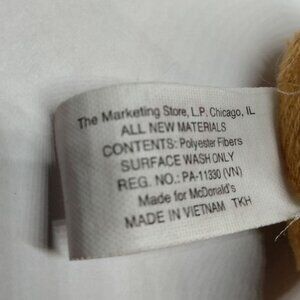 The Marketing Store, L.P. Chicago, IL
ALL NEW MATERIALS
CONTENTS: Polyester Fibers
SURFACE WASH ONLY
REG. NO.: PA-11330 (VN)
Made for McDonald's
MADE IN VIETNAM TKH